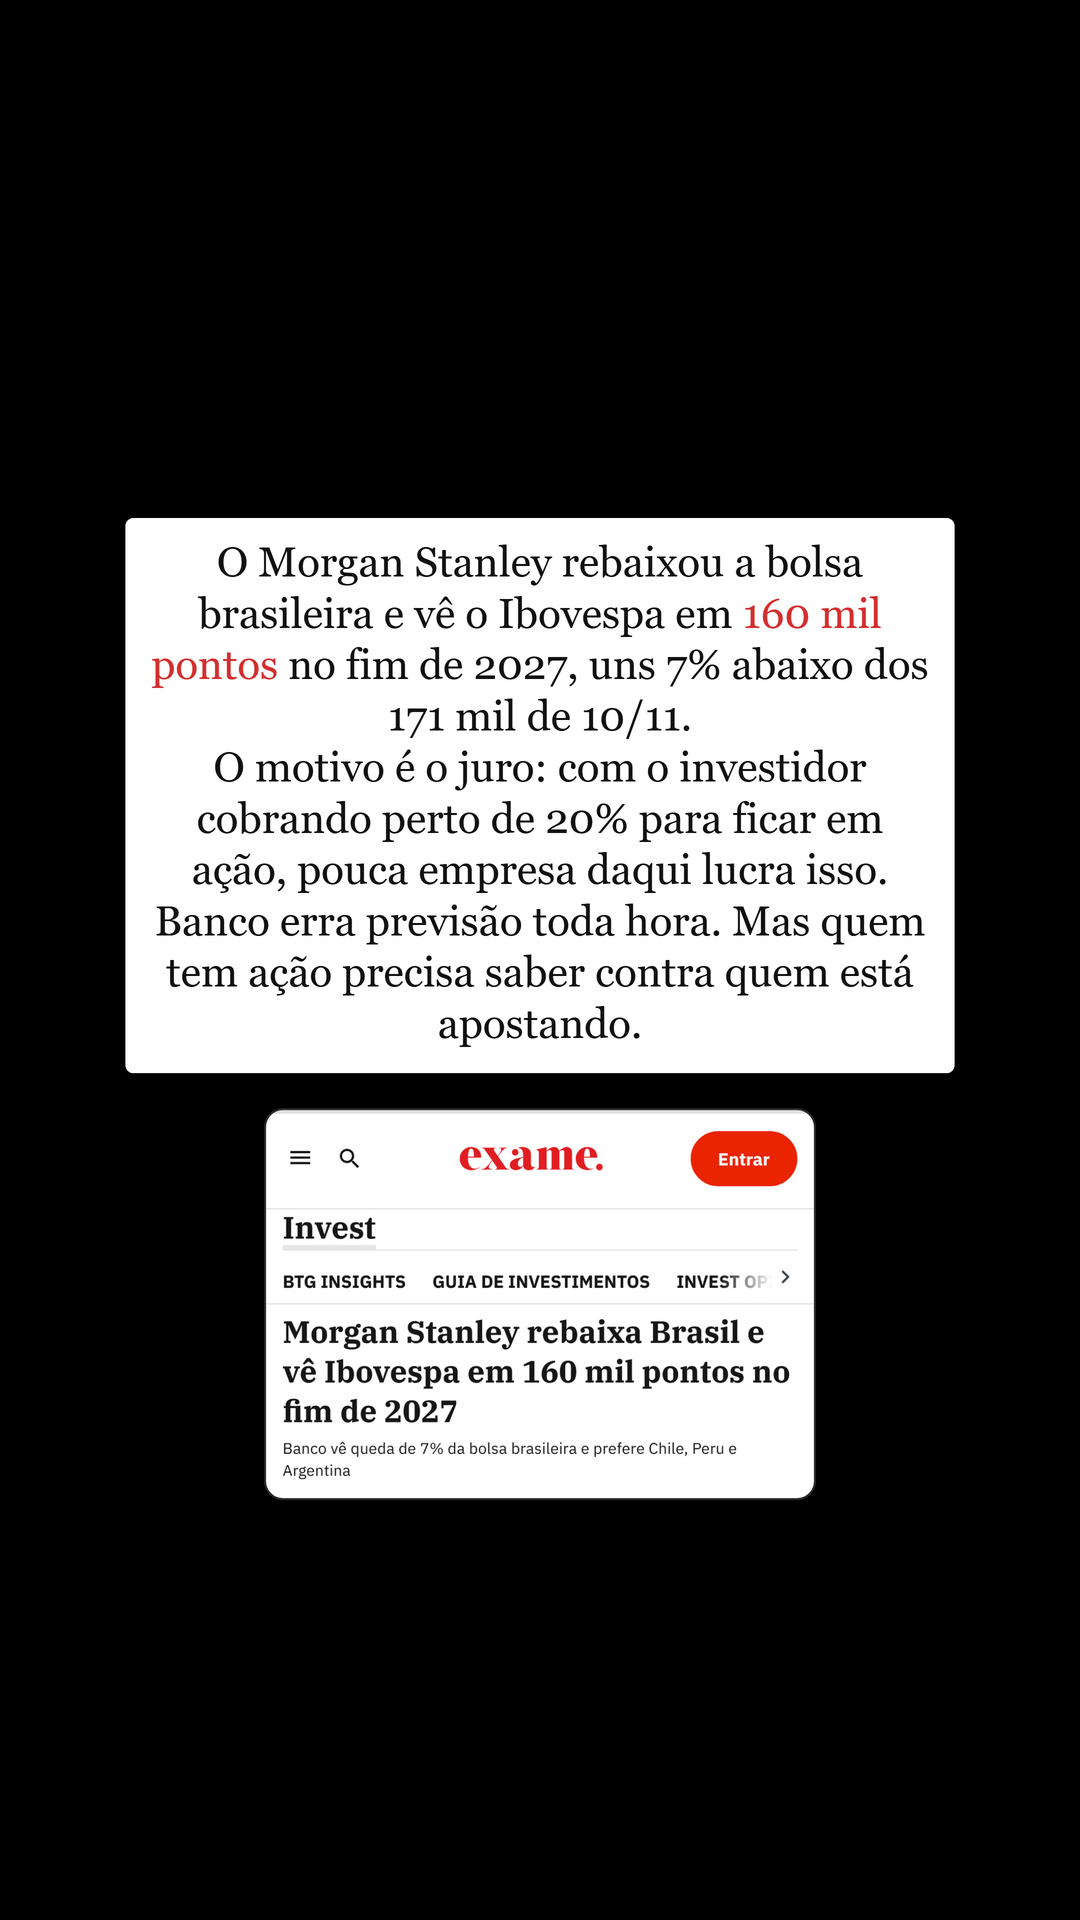 O Morgan Stanley rebaixou a bolsa
brasileira e vê o Ibovespa em 160 mil
pontos no fim de 2027, uns 7% abaixo dos
171 mil de 10/11.
O motivo é o juro: com o investidor
cobrando perto de 20% para ficar em
ação, pouca empresa daqui lucra isso.
Banco erra previsão toda hora. Mas quem
tem ação precisa saber contra quem está
apostando.
exame.
Entrar
Invest
BTG INSIGHTS GUIA DE INVESTIMENTOS INVEST OP
Morgan Stanley rebaixa Brasil e
vê Ibovespa em 160 mil pontos no
fim de 2027
Banco vê queda de 7% da bolsa brasileira e prefere Chile, Peru e
Argentina